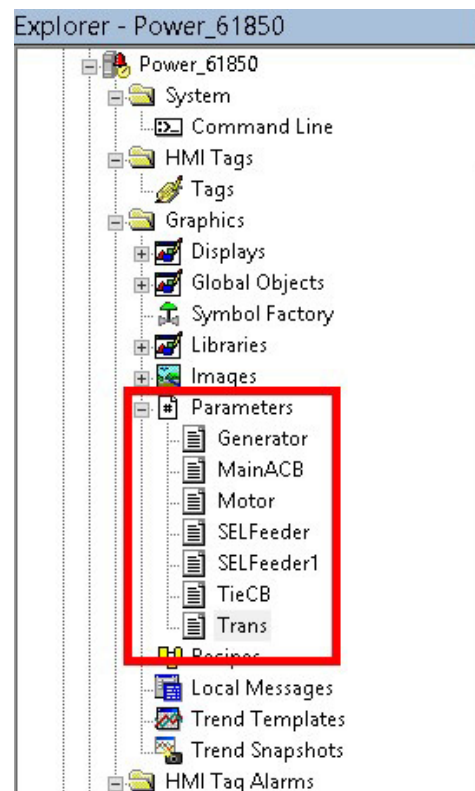 Explorer - Power_61850
Power_61850
System
Command Line
HMI Tags
Tags
Graphics
Displays
Global Objects
Symbol Factory
Libraries
Images
Parameters
Generator
MainACB
Motor
SELFeeder
SELFeeder1
TieCB
Trans
Recipes
Local Messages
Trend Templates
Trend Snapshots
HMI Tag Alarms